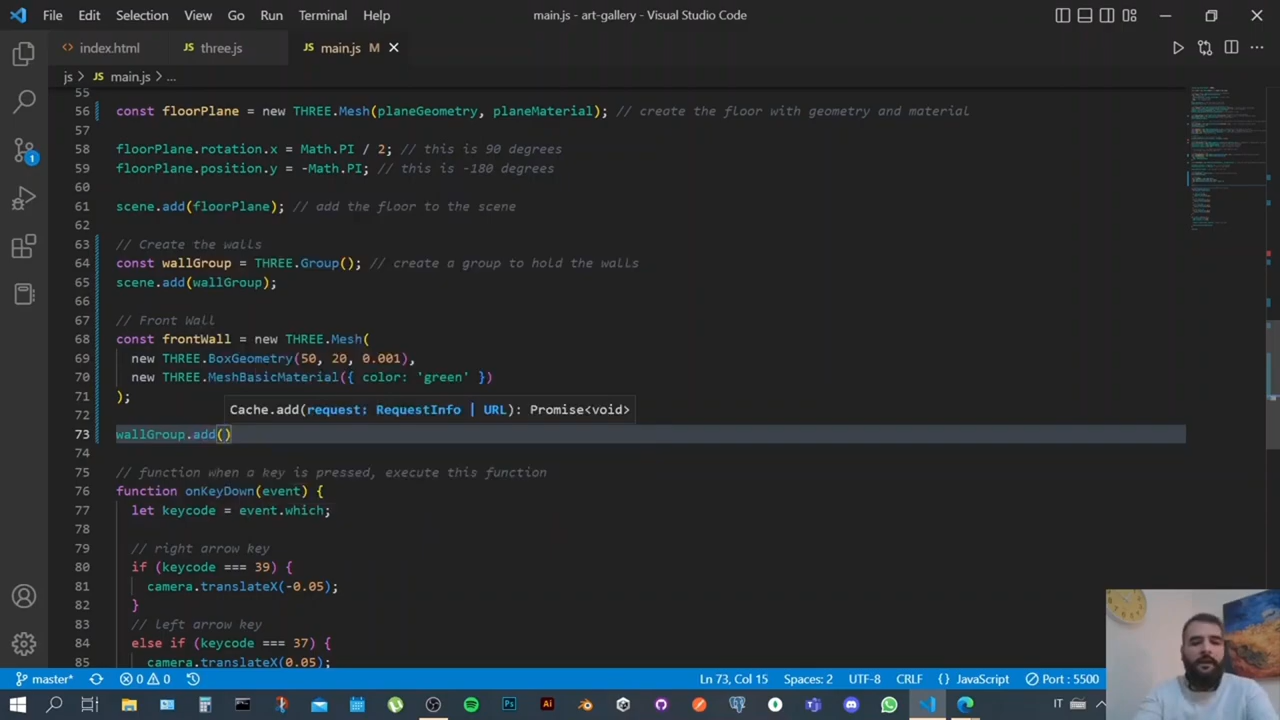 File Edit Selection View Go Run Terminal Help main.js - art-gallery - Visual Studio Code
index.html JS three.js JS main.js M
js > JS main.js > ...
55
56 const floorPlane = new THREE.Mesh(planeGeometry, planeMaterial); // create the floor with geometry and material
57
58 floorPlane.rotation.x = Math.PI / 2; // this is 90 degrees
59 floorPlane.position.y = -Math.PI; // this is -180 degrees
60
61 scene.add(floorPlane); // add the floor to the scene
62
63 // Create the walls
64 const wallGroup = THREE.Group(); // create a group to hold the walls
65 scene.add(wallGroup);
66
67 // Front Wall
68 const frontWall = new THREE.Mesh(
69 new THREE.BoxGeometry(50, 20, 0.001),
70 new THREE.MeshBasicMaterial({ color: 'green' })
71 );
72 Cache.add(request: RequestInfo | URL): Promise<void>
73 wallGroup.add()
74
75 // function when a key is pressed, execute this function
76 function onKeyDown(event) {
77 let keycode = event.which;
78
79 // right arrow key
80 if (keycode === 39) {
81 camera.translateX(-0.05);
82 }
83 // left arrow key
84 else if (keycode === 37) {
85 camera.translateX(0.05);
1
master* 0 0 Ln 73, Col 15 Spaces: 2 UTF-8 CRLF {} JavaScript Port : 5500
Ps Ai IT